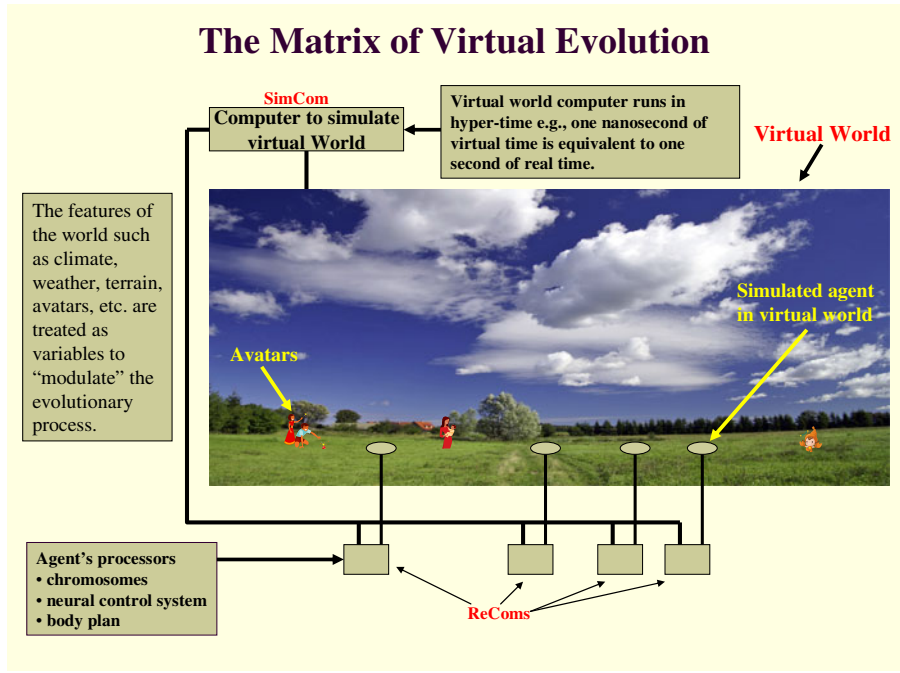 The Matrix of Virtual Evolution
SimCom
Computer to simulate
virtual World
Virtual world computer runs in
hyper-time e.g., one nanosecond of
virtual time is equivalent to one
second of real time.
Virtual World
The features of
the world such
as climate,
weather, terrain,
avatars, etc. are
treated as
variables to
“modulate” the
evolutionary
process.
Simulated agent
in virtual world
Avatars
Agent’s processors
• chromosomes
• neural control system
• body plan
ReComs